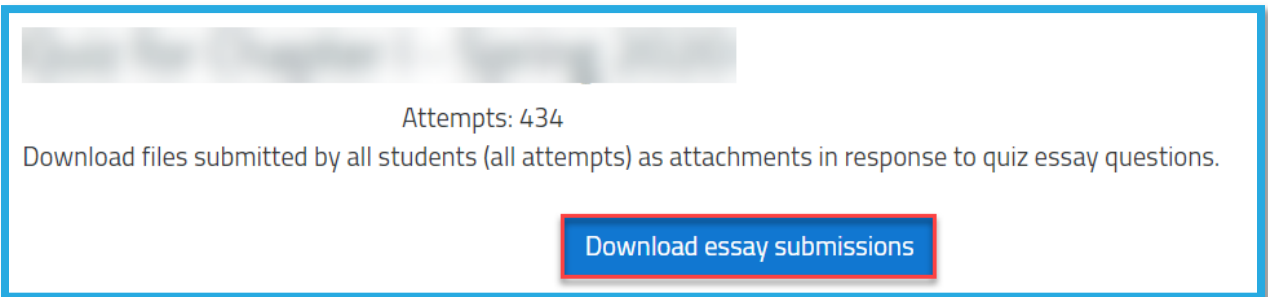 Attempts: 434
Download files submitted by all students (all attempts) as attachments in response to quiz essay questions.
Download essay submissions